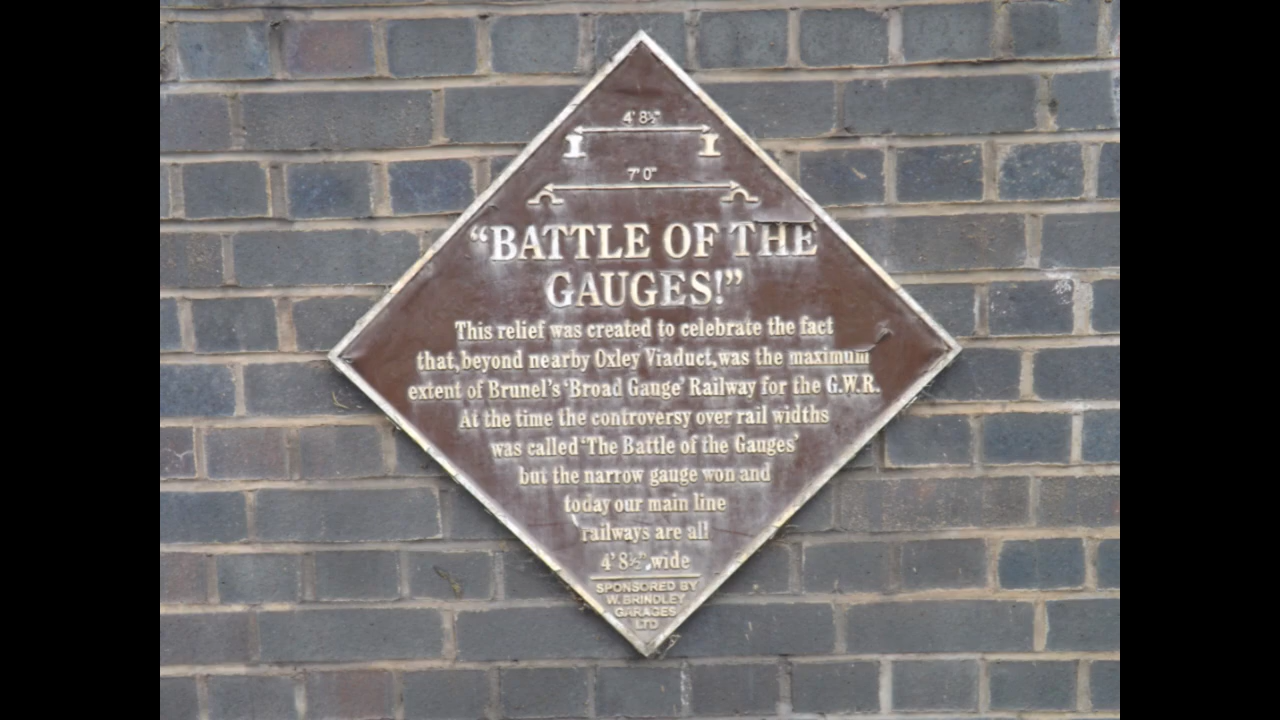 4' 8½"
7' 0"
“BATTLE OF THE
GAUGES!”
This relief was created to celebrate the fact
that, beyond nearby Oxley Viaduct, was the maximum
extent of Brunel's ‘Broad Gauge’ Railway for the G.W.R.
At the time the controversy over rail widths
was called ‘The Battle of the Gauges’
but the narrow gauge won and
today our main line
railways are all
4' 8½" wide
SPONSORED BY
W. BRINDLEY
GARAGES
LTD